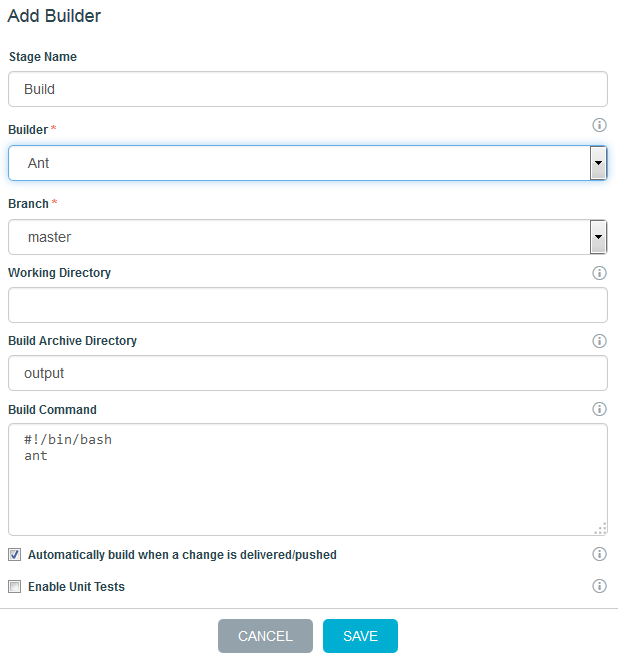 Add Builder
Stage Name
Build
Builder *
Ant
Branch *
master
Working Directory
Build Archive Directory
output
Build Command
#!/bin/bash
ant
Automatically build when a change is delivered/pushed
Enable Unit Tests
CANCEL SAVE